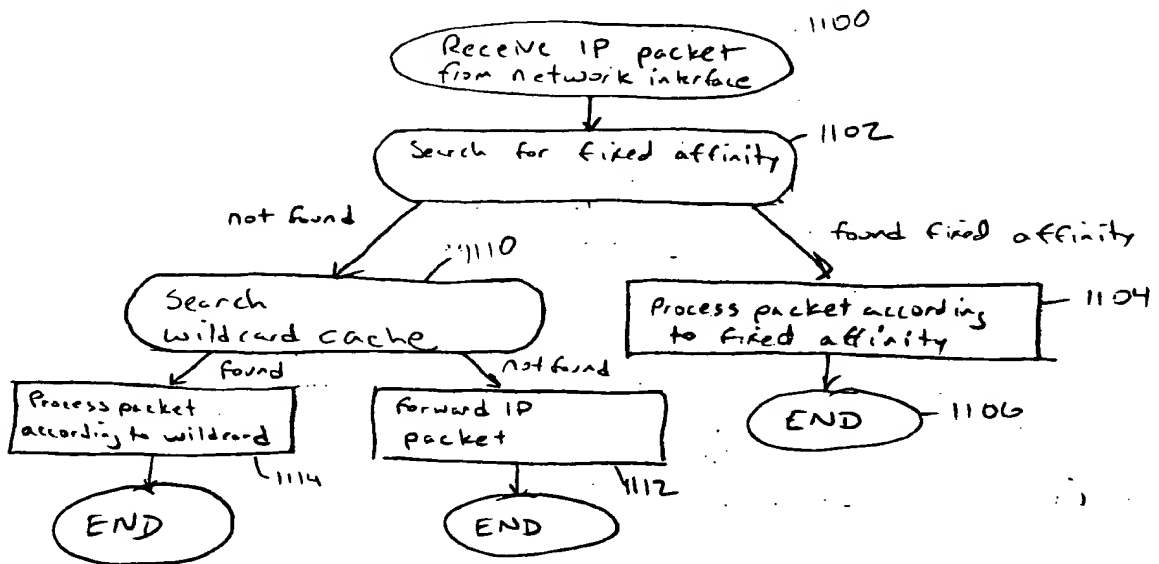 1100
Receive IP packet
from network interface
1102
Search for fixed affinity
not found
found fixed affinity
1110
Search
wildcard cache
1104
Process packet according
to fixed affinity
found
not found
Process packet
according to wildcard
Forward IP
packet
END
1106
1114
1112
END
END